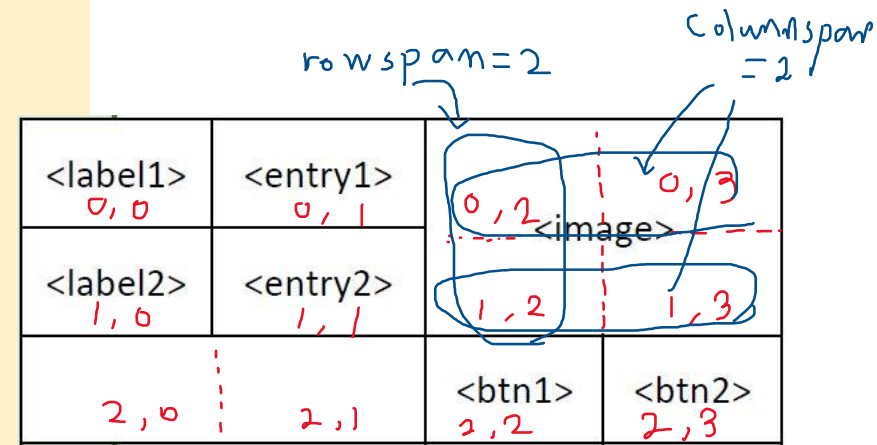 rowspan=2
Columnspan
=2
<label1> <entry1>
0,0 0,1 0,2 0,3
<image>
<label2> <entry2>
1,0 1,1 1,2 1,3
<btn1> <btn2>
2,0 2,1 2,2 2,3